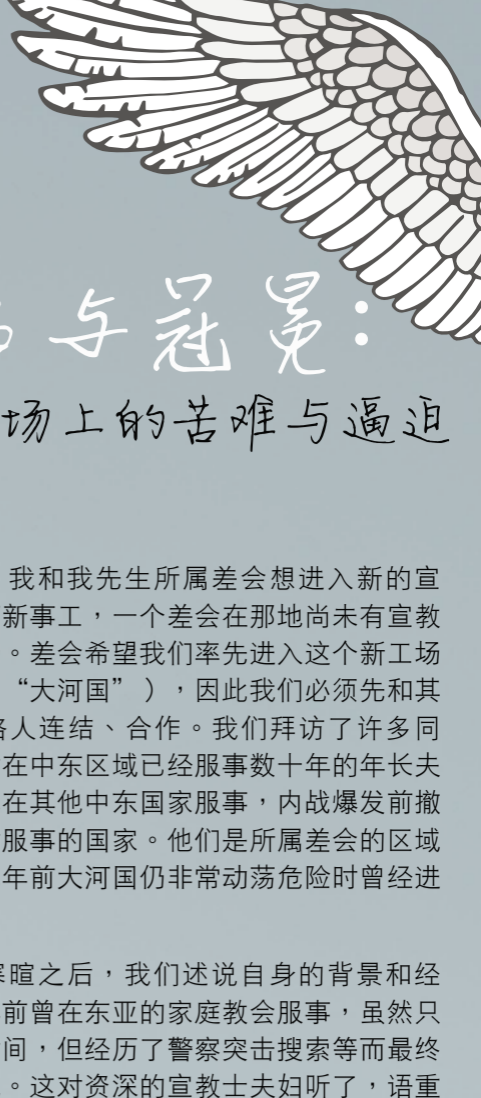 与冠冕：
场上的苦难与逼迫
我和我先生所属差会想进入新的宣
新事工，一个差会在那地尚未有宣教
。差会希望我们率先进入这个新工场
“大河国”），因此我们必须先和其
络人连结、合作。我们拜访了许多同
在中东区域已经服事数十年的年长夫
在其他中东国家服事，内战爆发前撤
服事的国家。他们是所属差会的区域
年前大河国仍非常动荡危险时曾经进
寒暄之后，我们述说自身的背景和经
前曾在东亚的家庭教会服事，虽然只
间，但经历了警察突击搜索等而最终
。这对资深的宣教士夫妇听了，语重